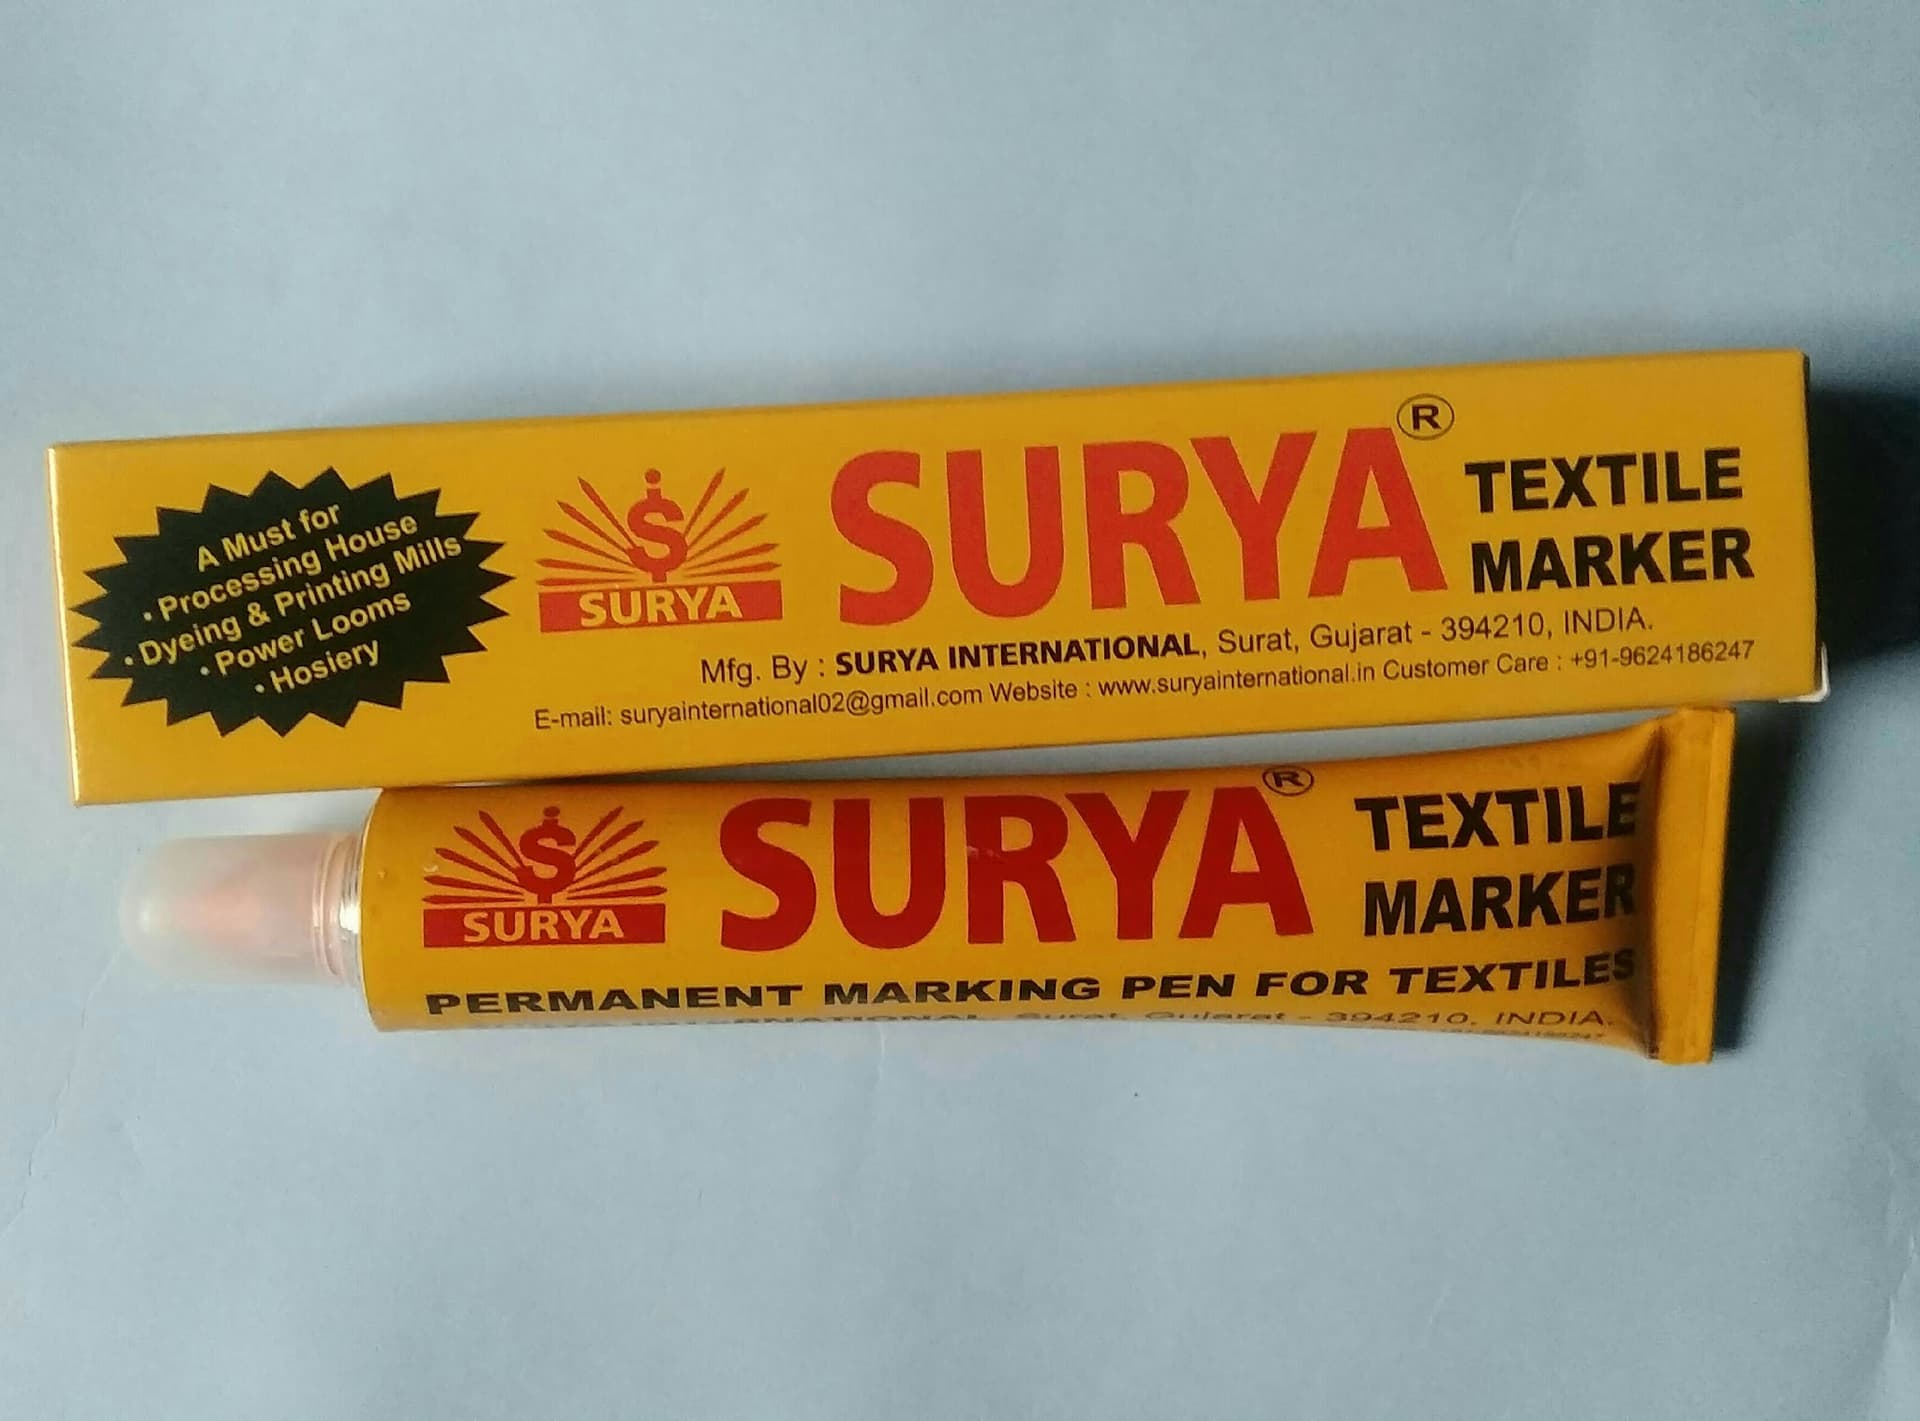 A Must for
• Processing House
• Dyeing & Printing Mills
• Power Looms
• Hosiery
S
SURYA
SURYA®
TEXTILE
MARKER
Mfg. By : SURYA INTERNATIONAL, Surat, Gujarat - 394210, INDIA.
E-mail: suryainternational02@gmail.com Website : www.suryainternational.in Customer Care : +91-9624186247
S
SURYA
SURYA®
TEXTILE
MARKER
PERMANENT MARKING PEN FOR TEXTILES
INTERNATIONAL, Surat, Gujarat - 394210, INDIA.